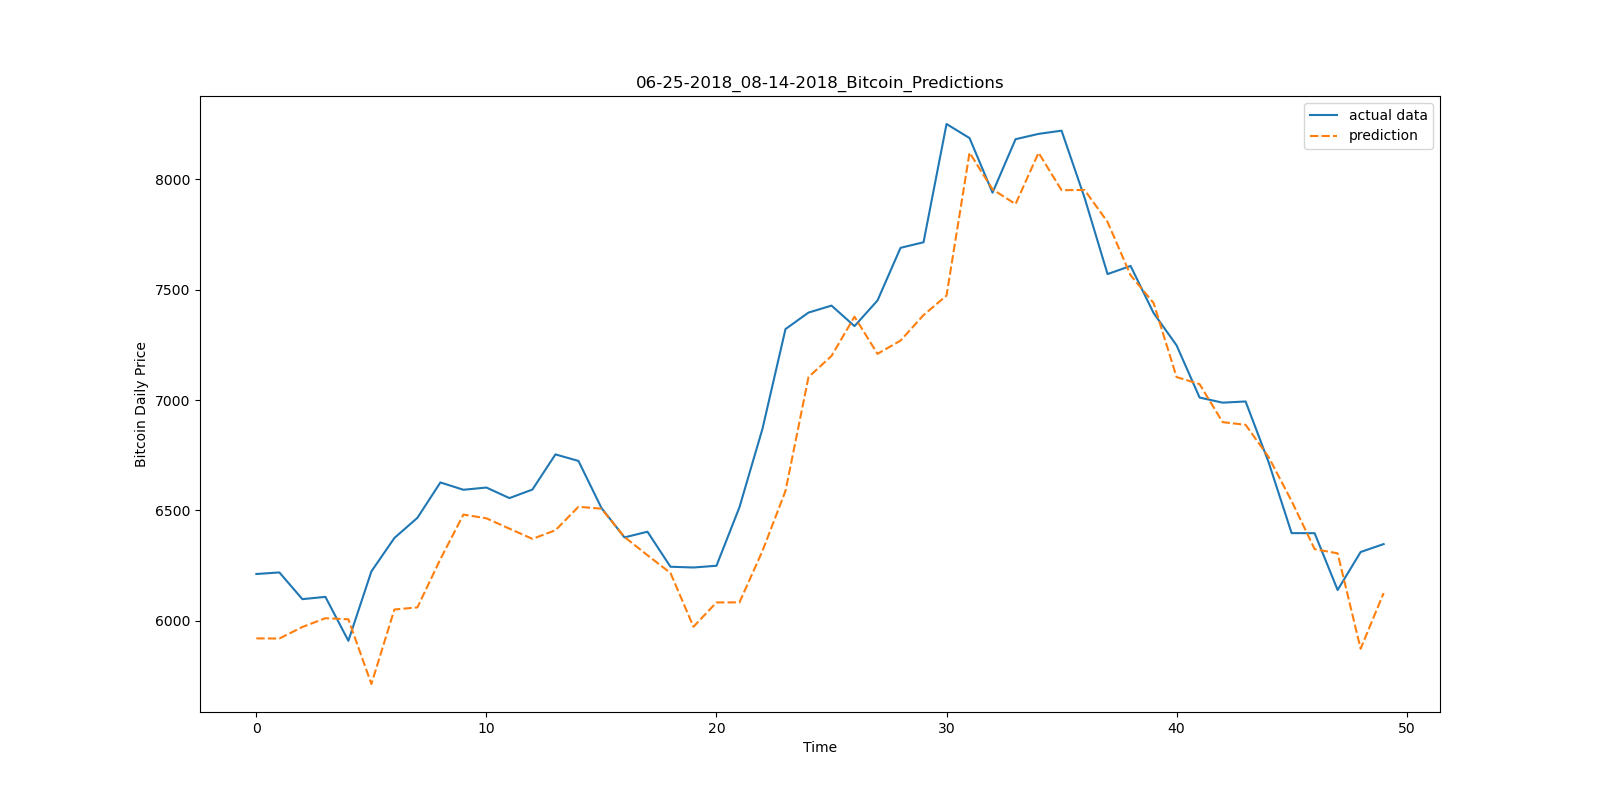 06-25-2018_08-14-2018_Bitcoin_Predictions
actual data
prediction
8000
7500
7000
6500
6000
Bitcoin Daily Price
0
10
20
30
40
50
Time